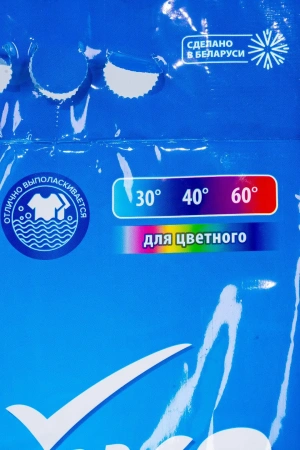 СДЕЛАНО
В БЕЛАРУСИ
ОТЛИЧНО ВЫПОЛАСКИВАЕТСЯ
30° 40° 60°
для цветного